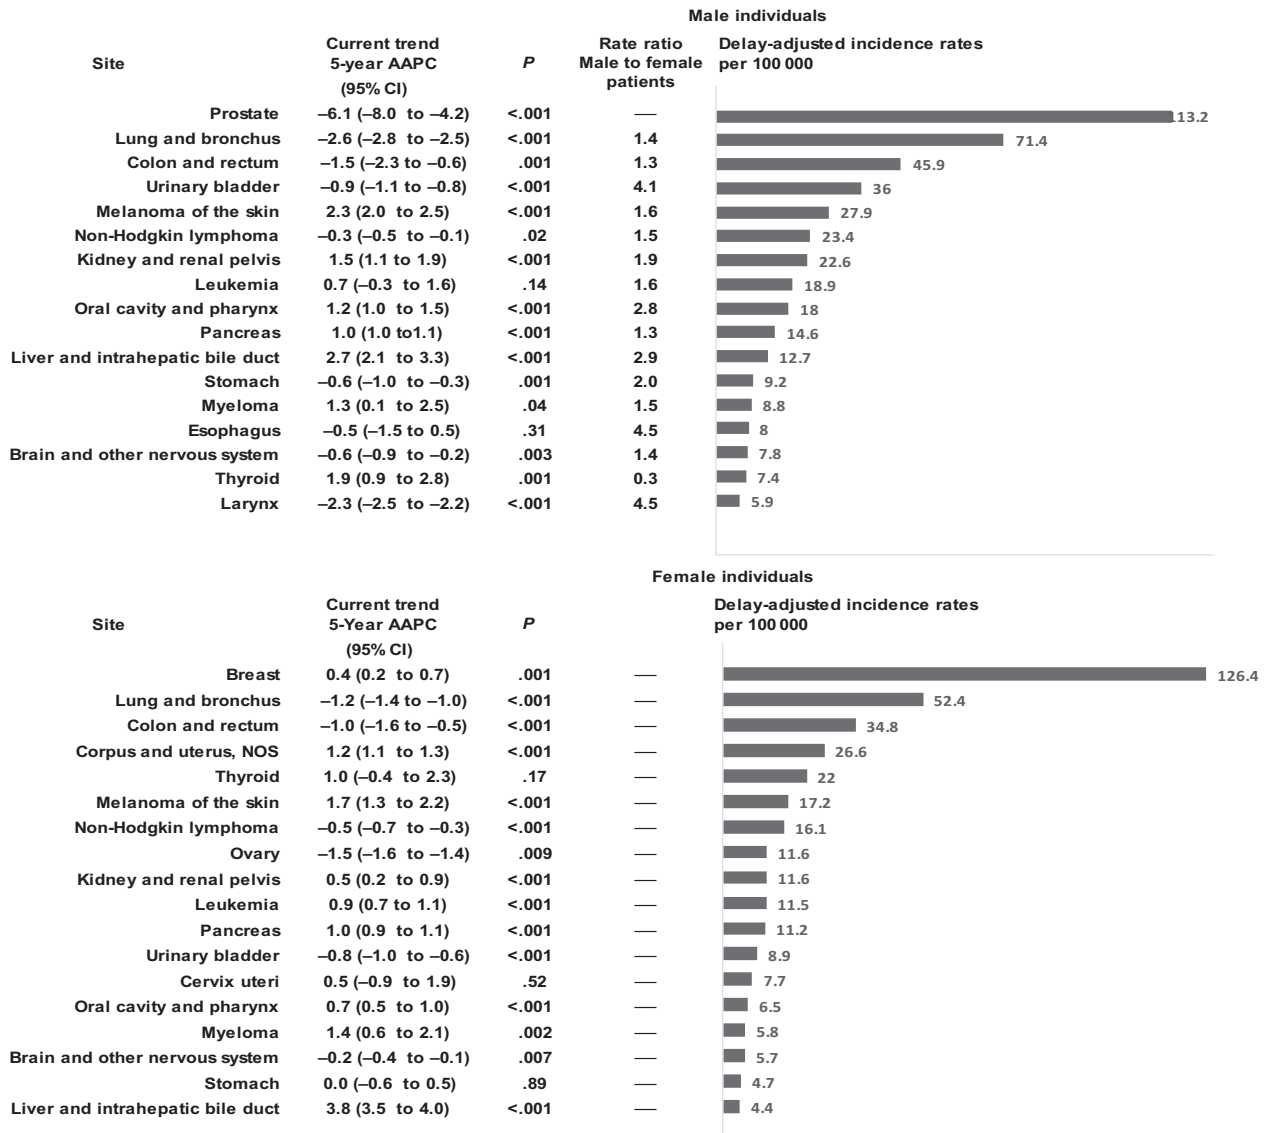 Male individuals
Site Current trend 5-year AAPC (95% CI) P Rate ratio Male to female patients Delay-adjusted incidence rates per 100 000
Prostate –6.1 (–8.0 to –4.2) <.001 — 113.2
Lung and bronchus –2.6 (–2.8 to –2.5) <.001 1.4 71.4
Colon and rectum –1.5 (–2.3 to –0.6) .001 1.3 45.9
Urinary bladder –0.9 (–1.1 to –0.8) <.001 4.1 36
Melanoma of the skin 2.3 (2.0 to 2.5) <.001 1.6 27.9
Non-Hodgkin lymphoma –0.3 (–0.5 to –0.1) .02 1.5 23.4
Kidney and renal pelvis 1.5 (1.1 to 1.9) <.001 1.9 22.6
Leukemia 0.7 (–0.3 to 1.6) .14 1.6 18.9
Oral cavity and pharynx 1.2 (1.0 to 1.5) <.001 2.8 18
Pancreas 1.0 (1.0 to1.1) <.001 1.3 14.6
Liver and intrahepatic bile duct 2.7 (2.1 to 3.3) <.001 2.9 12.7
Stomach –0.6 (–1.0 to –0.3) .001 2.0 9.2
Myeloma 1.3 (0.1 to 2.5) .04 1.5 8.8
Esophagus –0.5 (–1.5 to 0.5) .31 4.5 8
Brain and other nervous system –0.6 (–0.9 to –0.2) .003 1.4 7.8
Thyroid 1.9 (0.9 to 2.8) .001 0.3 7.4
Larynx –2.3 (–2.5 to –2.2) <.001 4.5 5.9
Female individuals
Site Current trend 5-Year AAPC (95% CI) P Delay-adjusted incidence rates per 100 000
Breast 0.4 (0.2 to 0.7) .001 — 126.4
Lung and bronchus –1.2 (–1.4 to –1.0) <.001 — 52.4
Colon and rectum –1.0 (–1.6 to –0.5) <.001 — 34.8
Corpus and uterus, NOS 1.2 (1.1 to 1.3) <.001 — 26.6
Thyroid 1.0 (–0.4 to 2.3) .17 — 22
Melanoma of the skin 1.7 (1.3 to 2.2) <.001 — 17.2
Non-Hodgkin lymphoma –0.5 (–0.7 to –0.3) <.001 — 16.1
Ovary –1.5 (–1.6 to –1.4) .009 — 11.6
Kidney and renal pelvis 0.5 (0.2 to 0.9) <.001 — 11.6
Leukemia 0.9 (0.7 to 1.1) <.001 — 11.5
Pancreas 1.0 (0.9 to 1.1) <.001 — 11.2
Urinary bladder –0.8 (–1.0 to –0.6) <.001 — 8.9
Cervix uteri 0.5 (–0.9 to 1.9) .52 — 7.7
Oral cavity and pharynx 0.7 (0.5 to 1.0) <.001 — 6.5
Myeloma 1.4 (0.6 to 2.1) .002 — 5.8
Brain and other nervous system –0.2 (–0.4 to –0.1) .007 — 5.7
Stomach 0.0 (–0.6 to 0.5) .89 — 4.7
Liver and intrahepatic bile duct 3.8 (3.5 to 4.0) <.001 — 4.4